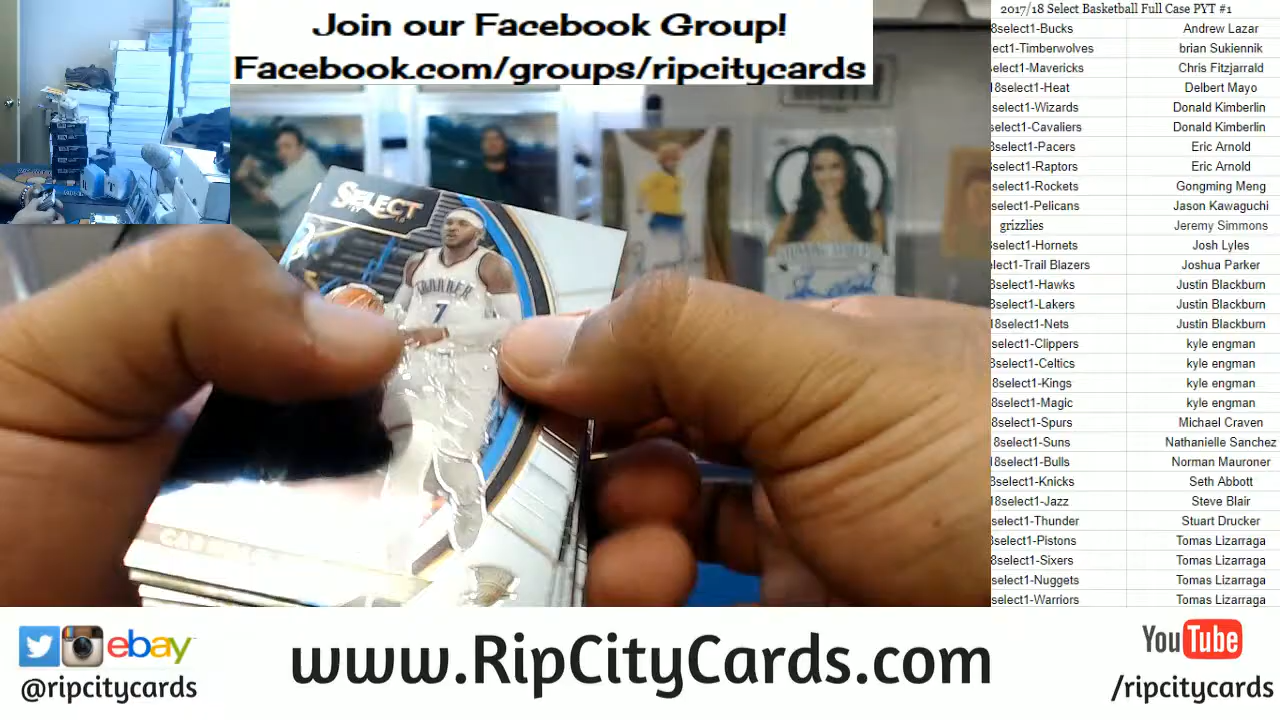 Join our Facebook Group!
Facebook.com/groups/ripcitycards
2017/18 Select Basketball Full Case PYT #1
8select1-Bucks Andrew Lazar
ect1-Timberwolves brian Sukiennik
elect1-Mavericks Chris Fitzjarrald
18select1-Heat Delbert Mayo
select1-Wizards Donald Kimberlin
select1-Cavaliers Donald Kimberlin
8select1-Pacers Eric Arnold
select1-Raptors Eric Arnold
select1-Rockets Gongming Meng
select1-Pelicans Jason Kawaguchi
grizzlies Jeremy Simmons
select1-Hornets Josh Lyles
lect1-Trail Blazers Joshua Parker
8select1-Hawks Justin Blackburn
8select1-Lakers Justin Blackburn
18select1-Nets Justin Blackburn
select1-Clippers kyle engman
8select1-Celtics kyle engman
8select1-Kings kyle engman
8select1-Magic kyle engman
8select1-Spurs Michael Craven
8select1-Suns Nathanielle Sanchez
18select1-Bulls Norman Mauroner
8select1-Knicks Seth Abbott
18select1-Jazz Steve Blair
select1-Thunder Stuart Drucker
select1-Pistons Tomas Lizarraga
8select1-Sixers Tomas Lizarraga
select1-Nuggets Tomas Lizarraga
select1-Warriors Tomas Lizarraga
SELECT
7
ebay
@ripcitycards
www.RipCityCards.com
YouTube
/ripcitycards